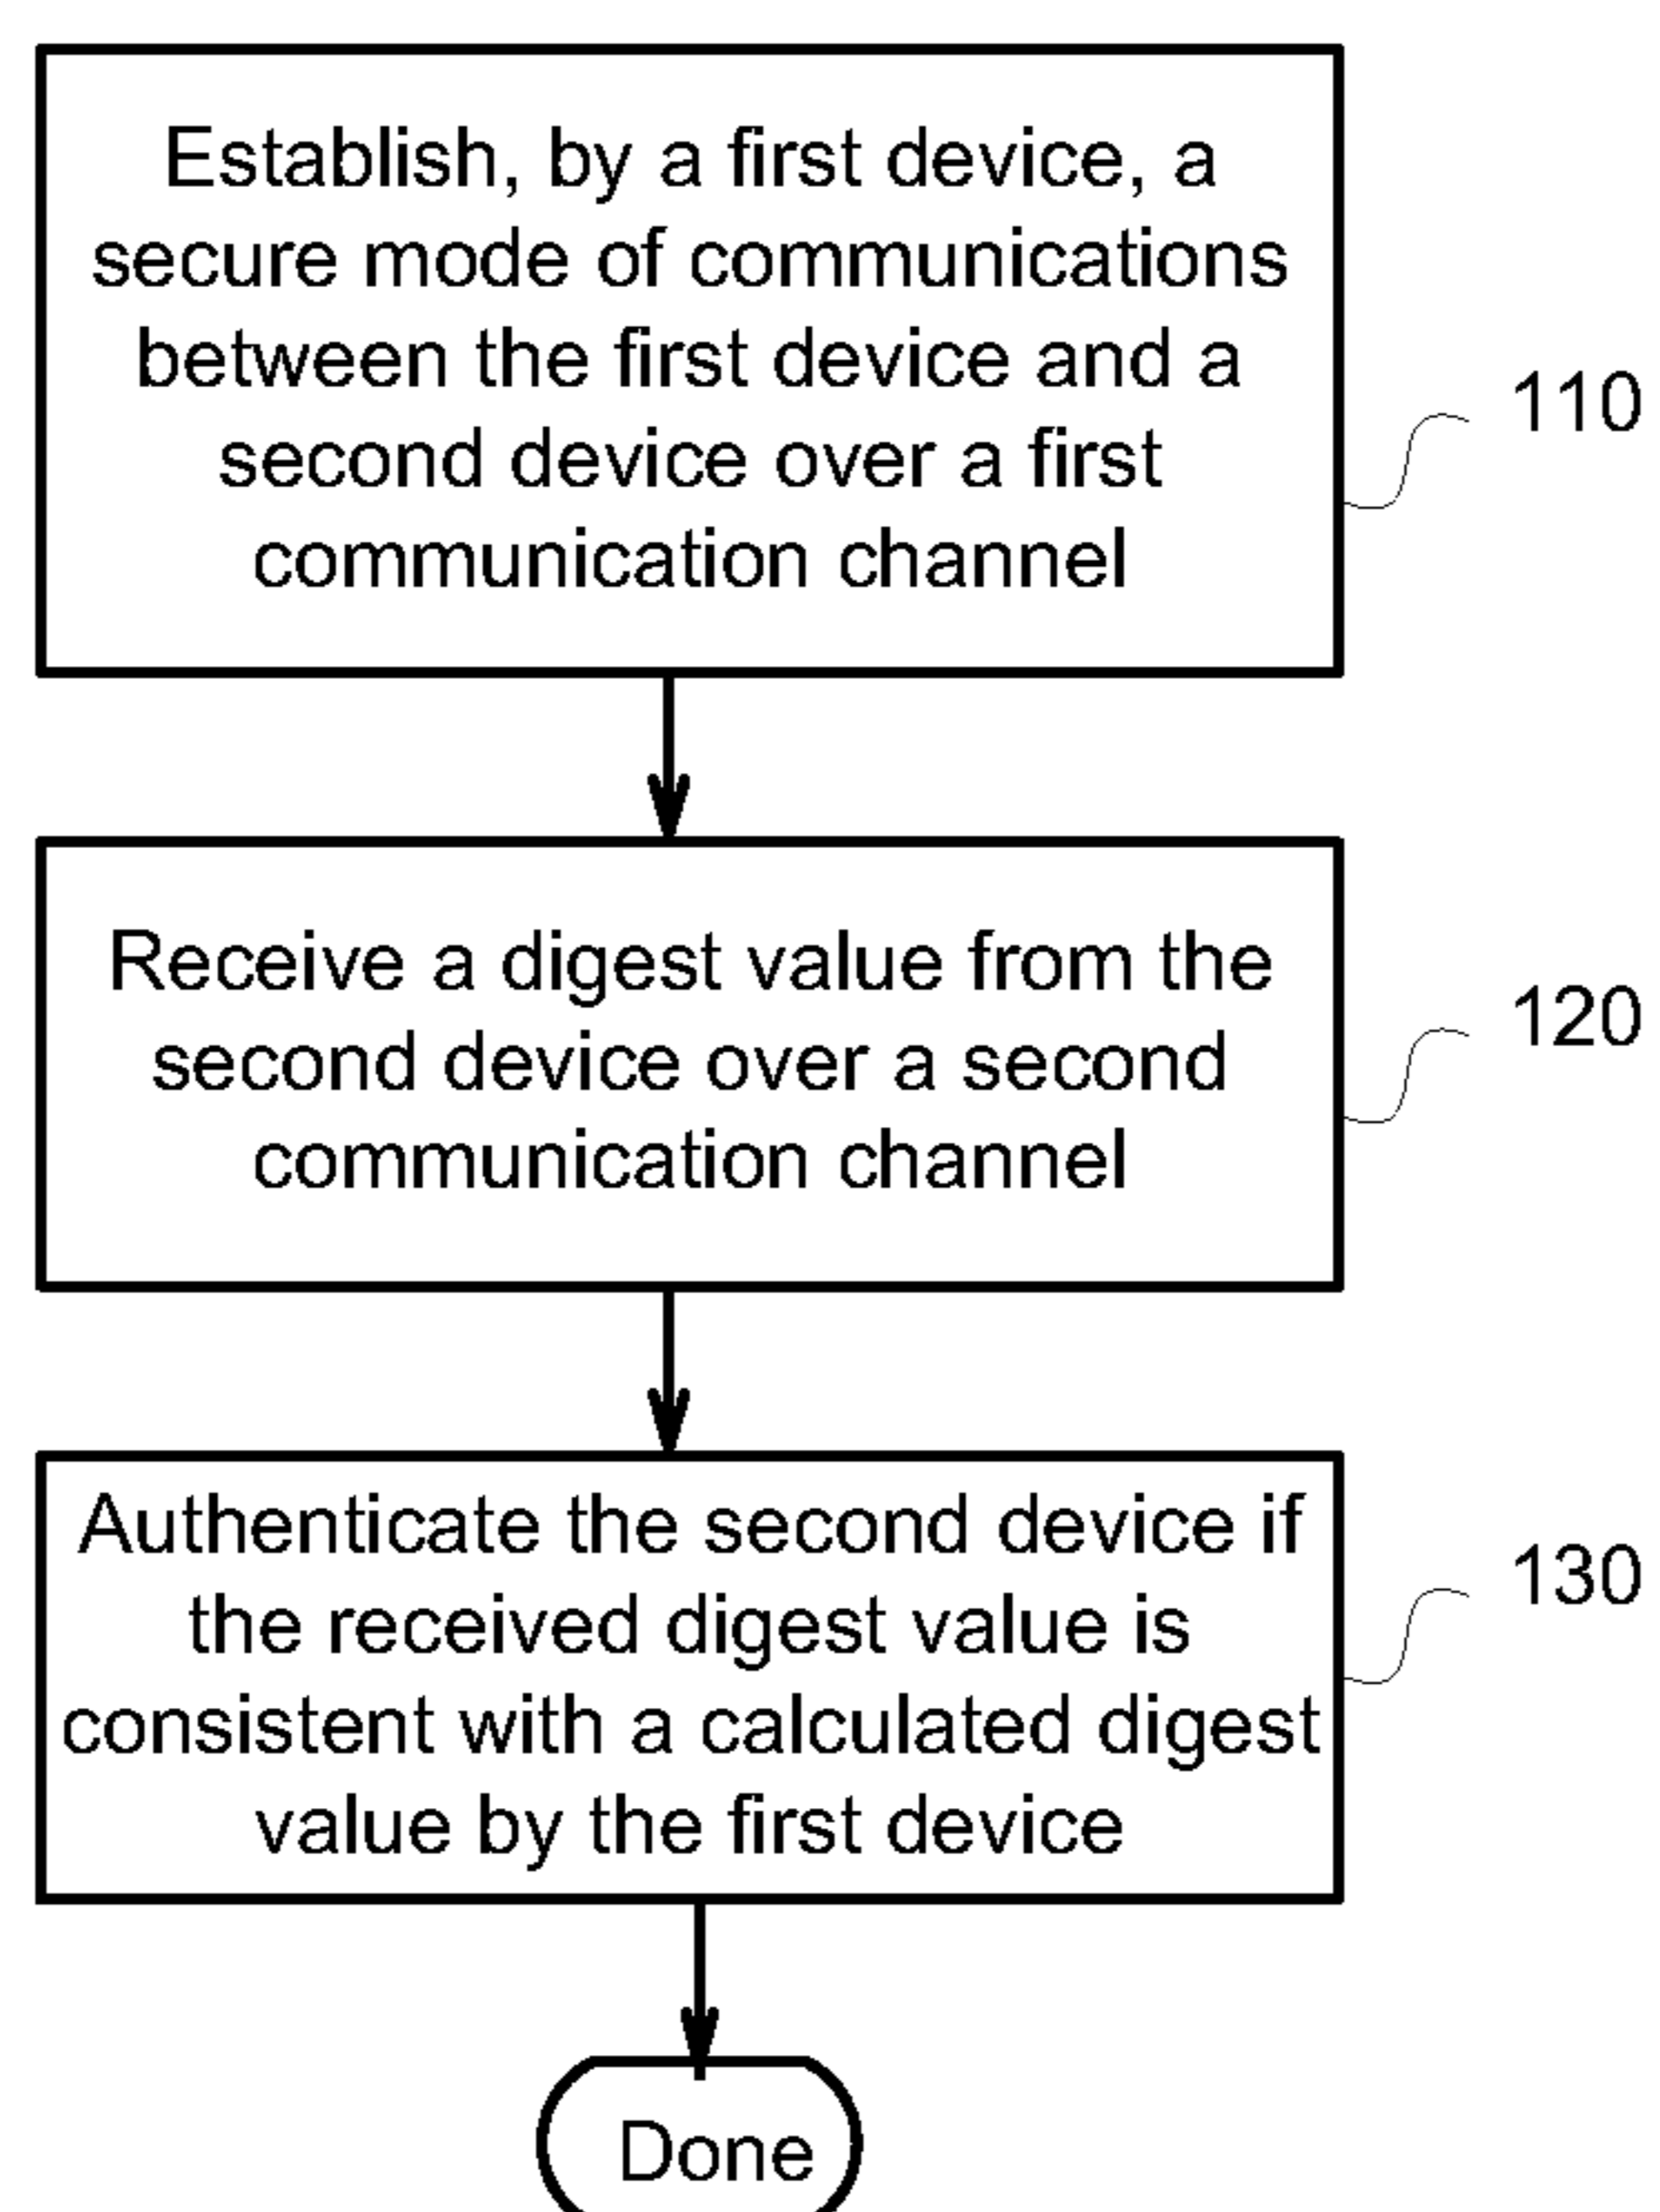 Establish, by a first device, a
secure mode of communications
between the first device and a
second device over a first
communication channel
110
Receive a digest value from the
second device over a second
communication channel
120
Authenticate the second device if
the received digest value is
consistent with a calculated digest
value by the first device
130
Done